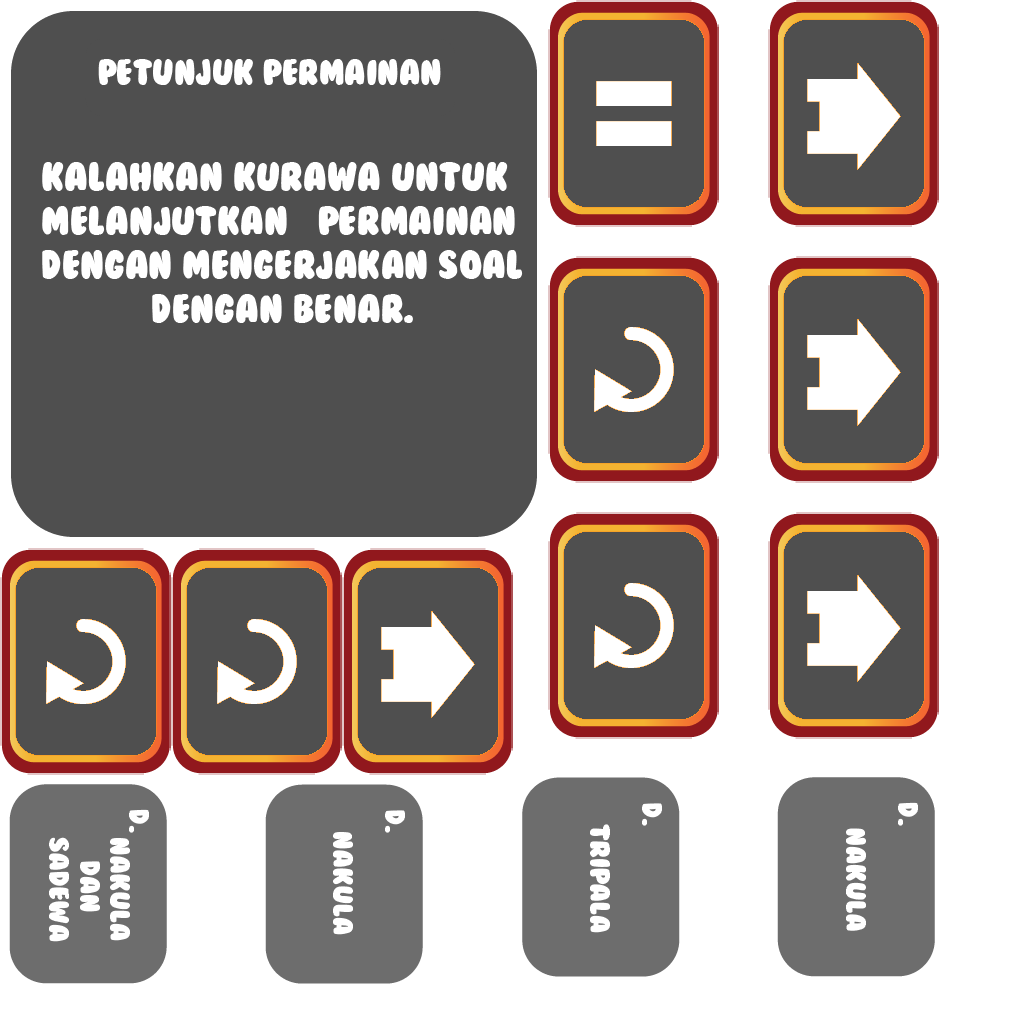 PETUNJUK PERMAINAN
KALAHKAN KURAWA UNTUK
MELANJUTKAN PERMAINAN
DENGAN MENGERJAKAN SOAL
DENGAN BENAR.
D.
NAKULA
DAN
SADEWA
D.
NAKULA
D.
TRIPALA
D.
NAKULA